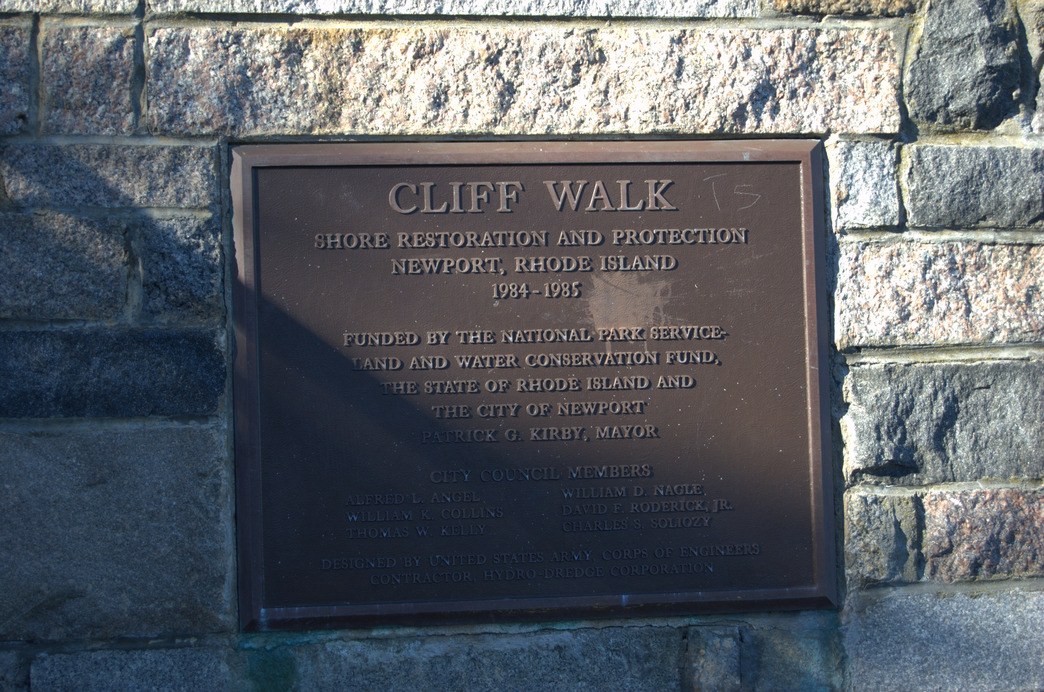 CLIFF WALK
TS
SHORE RESTORATION AND PROTECTION
NEWPORT, RHODE ISLAND
1984-1985
FUNDED BY THE NATIONAL PARK SERVICE-
LAND AND WATER CONSERVATION FUND,
THE STATE OF RHODE ISLAND AND
THE CITY OF NEWPORT
PATRICK G. KIRBY, MAYOR
CITY COUNCIL MEMBERS
ALFRED L. ANGEL
WILLIAM COLLINS
THOMAS W. KELLY
WILLIAM D. NAGLE,
DAVID F. RODERICK, JR.
CHARLES S. SOLIOZY
DESIGNED BY UNITED STATES ARMY, CORPS OF ENGINEERS
CONTRACTOR, HYDRO-DREDGE CORPORATION